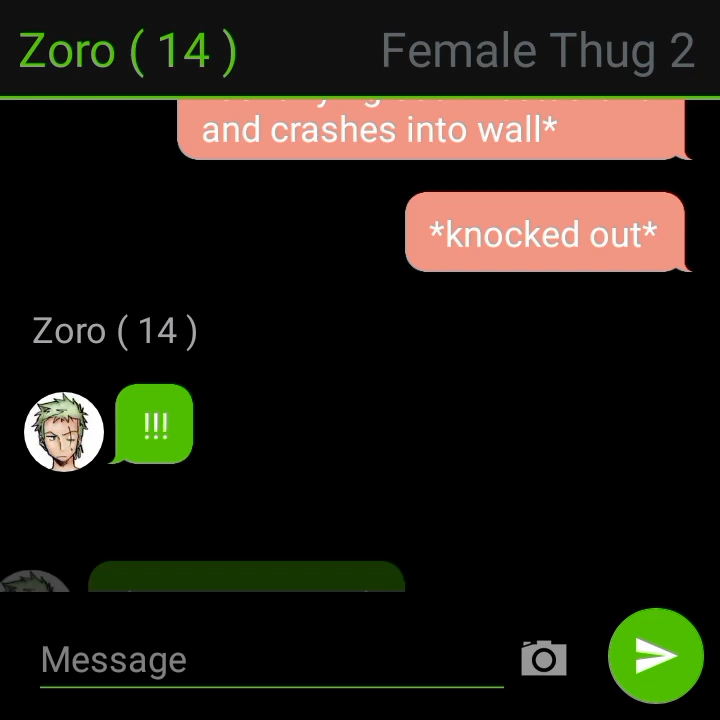 Zoro ( 14 )
Female Thug 2
and crashes into wall*
*knocked out*
Zoro ( 14 )
!!!
Message